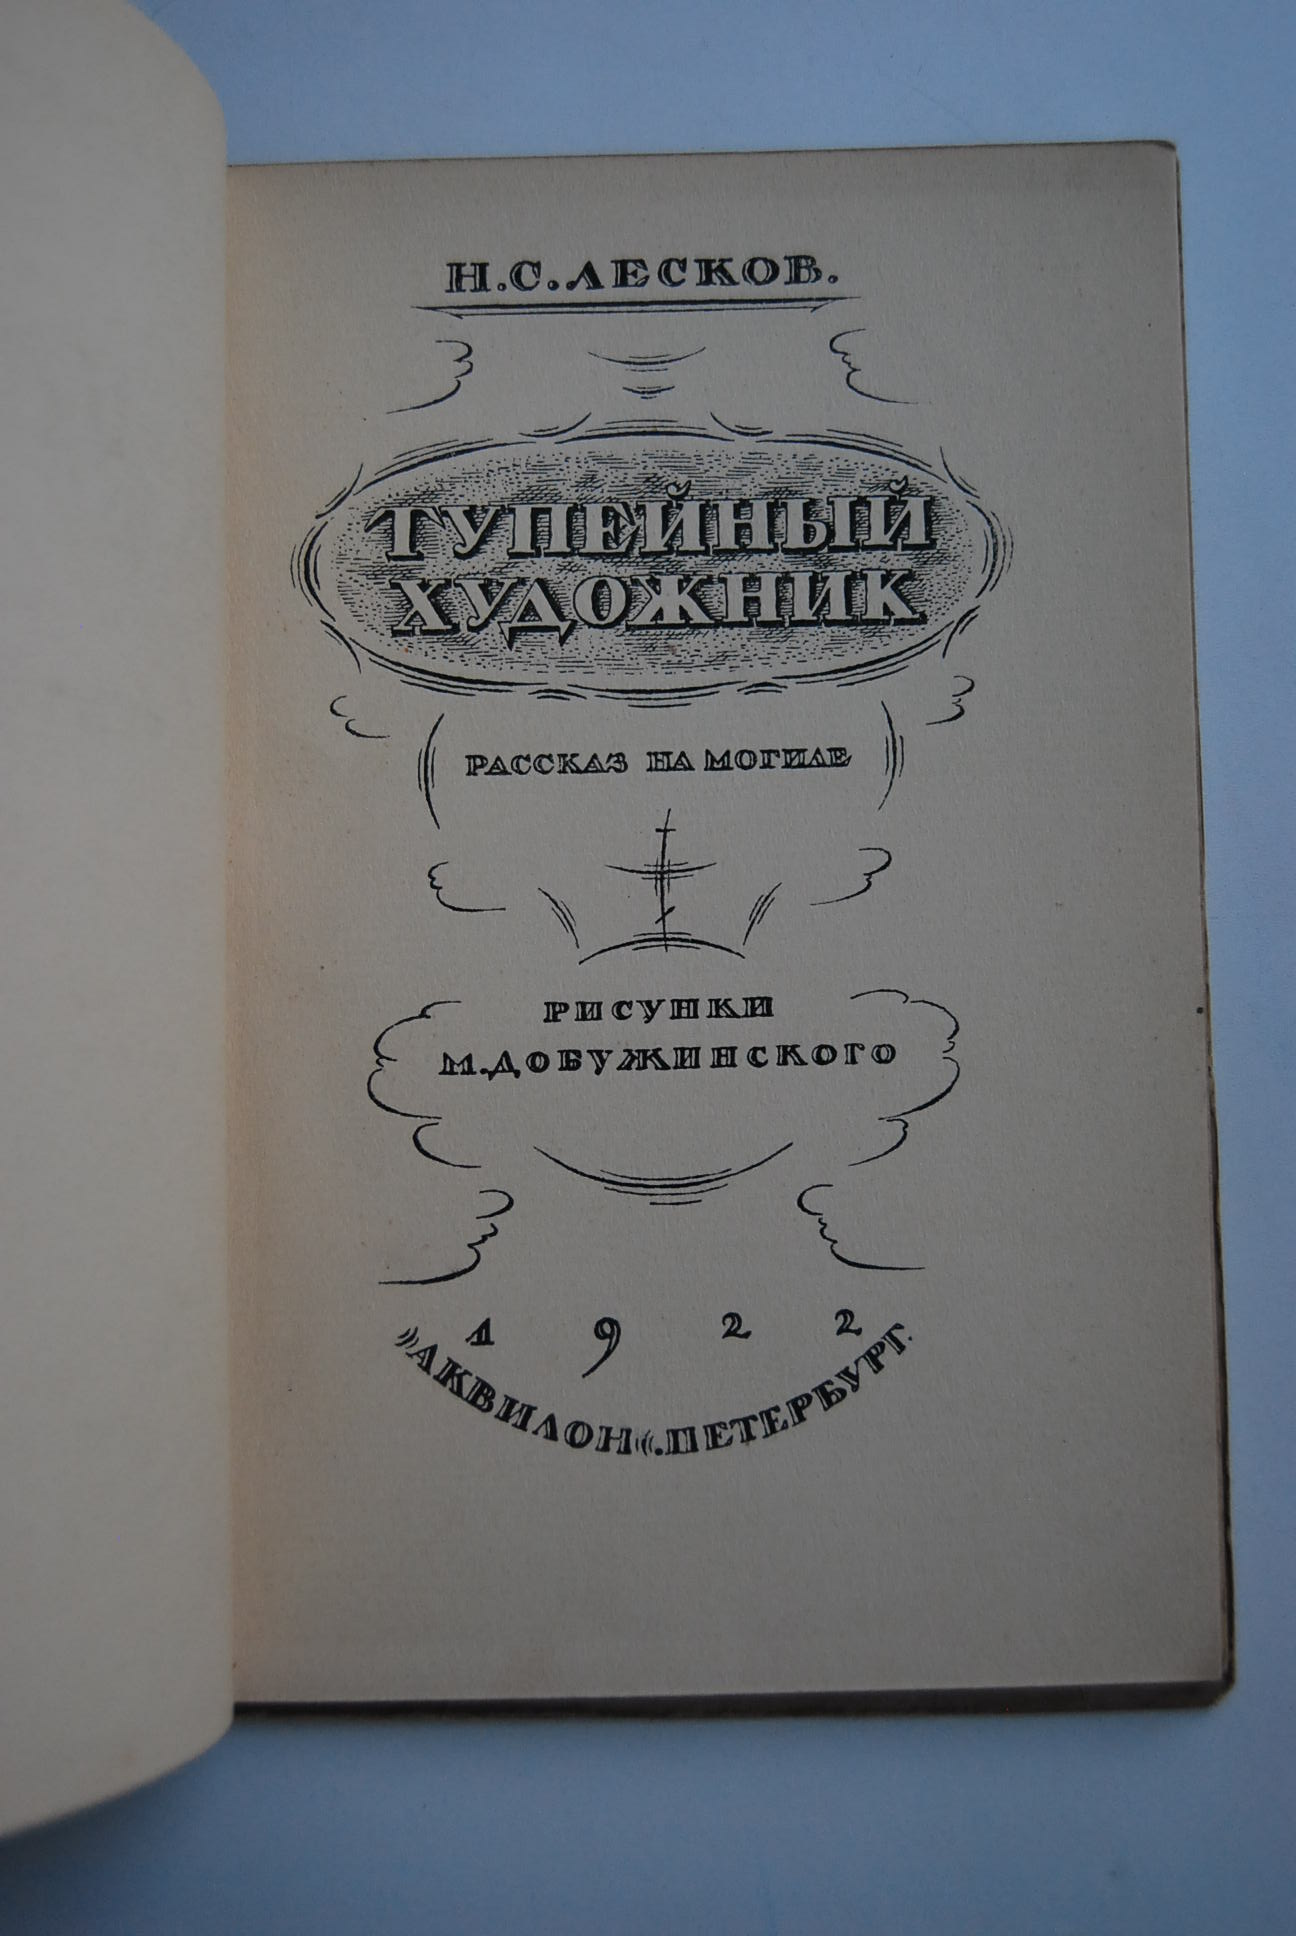 Н.С.ЛЕСКОВ.
ТУПЕЙНЫЙ
ХУДОЖНИК
РАССКАЗ НА МОГИЛЕ
РИСУНКИ
М.ДОБУЖИНСКОГО
1922
»АКВИЛОН«.ПЕТЕРБУРГ.